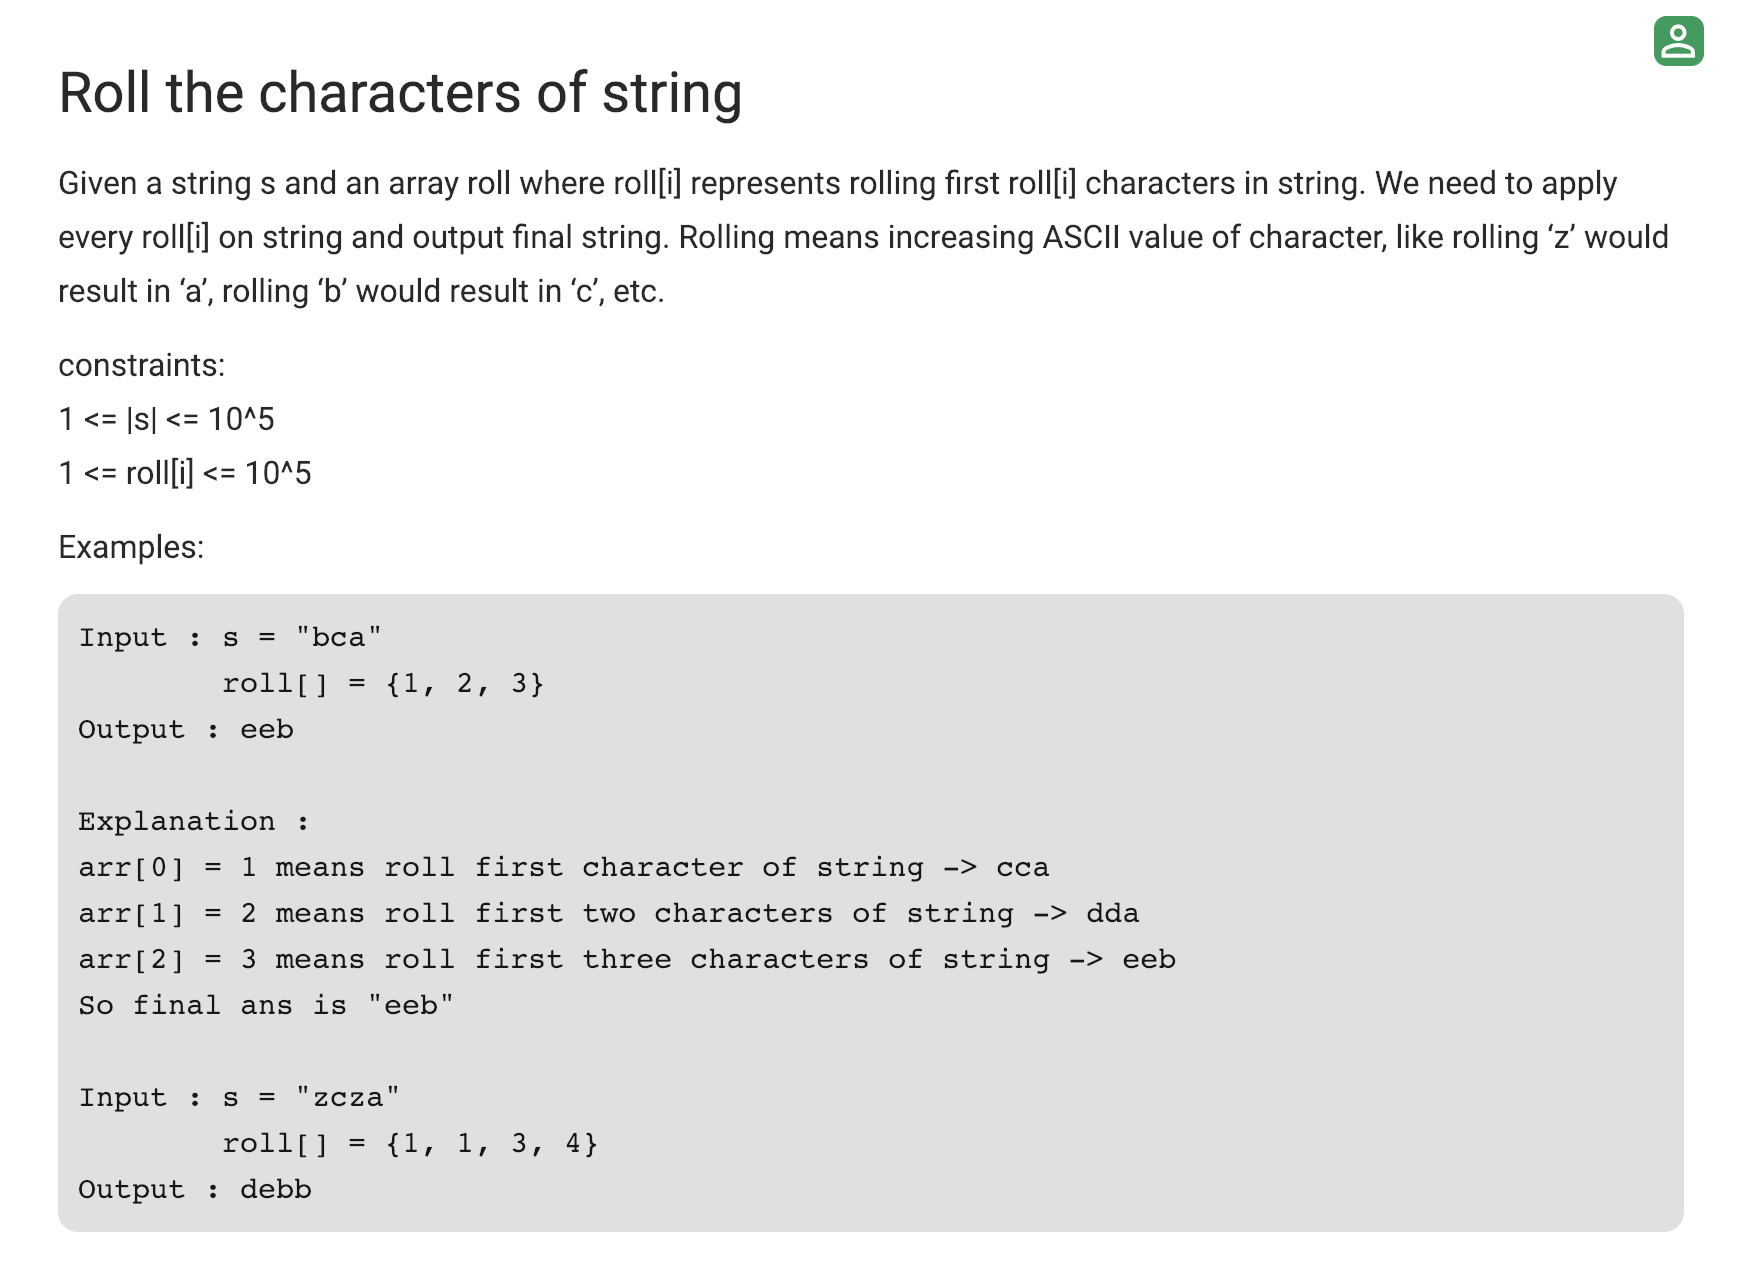 Roll the characters of string
Given a string s and an array roll where roll[i] represents rolling first roll[i] characters in string. We need to apply
every roll[i] on string and output final string. Rolling means increasing ASCII value of character, like rolling ‘z’ would
result in ‘a’, rolling ‘b’ would result in ‘c’, etc.
constraints:
1 <= |s| <= 10^5
1 <= roll[i] <= 10^5
Examples:
Input : s = "bca"
        roll[] = {1, 2, 3}
Output : eeb
Explanation :
arr[0] = 1 means roll first character of string -> cca
arr[1] = 2 means roll first two characters of string -> dda
arr[2] = 3 means roll first three characters of string -> eeb
So final ans is "eeb"
Input : s = "zcza"
        roll[] = {1, 1, 3, 4}
Output : debb